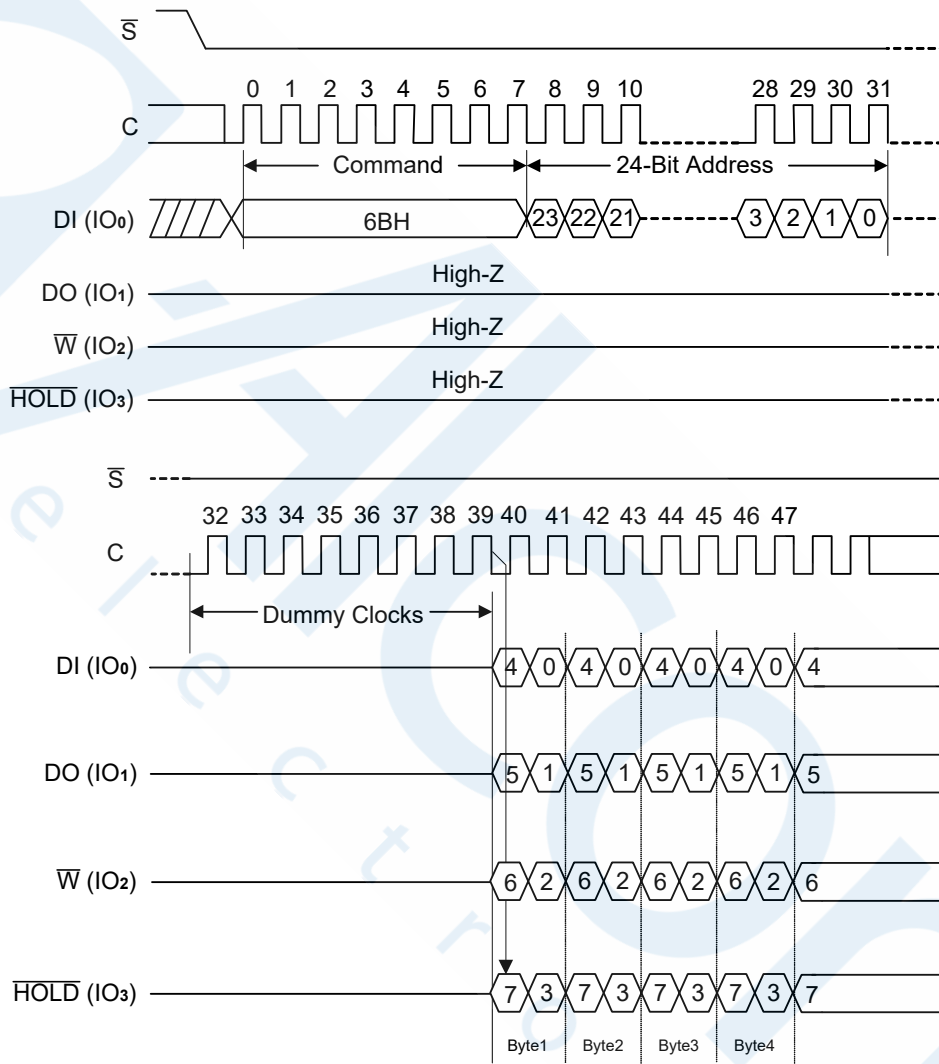 S
0 1 2 3 4 5 6 7 8 9 10 28 29 30 31
C
Command 24-Bit Address
DI (IO0) 6BH 23 22 21 3 2 1 0
High-Z
DO (IO1)
High-Z
W (IO2)
High-Z
HOLD (IO3)
S
32 33 34 35 36 37 38 39 40 41 42 43 44 45 46 47
C
Dummy Clocks
DI (IO0) 4 0 4 0 4 0 4 0 4
DO (IO1) 5 1 5 1 5 1 5 1 5
W (IO2) 6 2 6 2 6 2 6 2 6
HOLD (IO3) 7 3 7 3 7 3 7 3 7
Byte1 Byte2 Byte3 Byte4